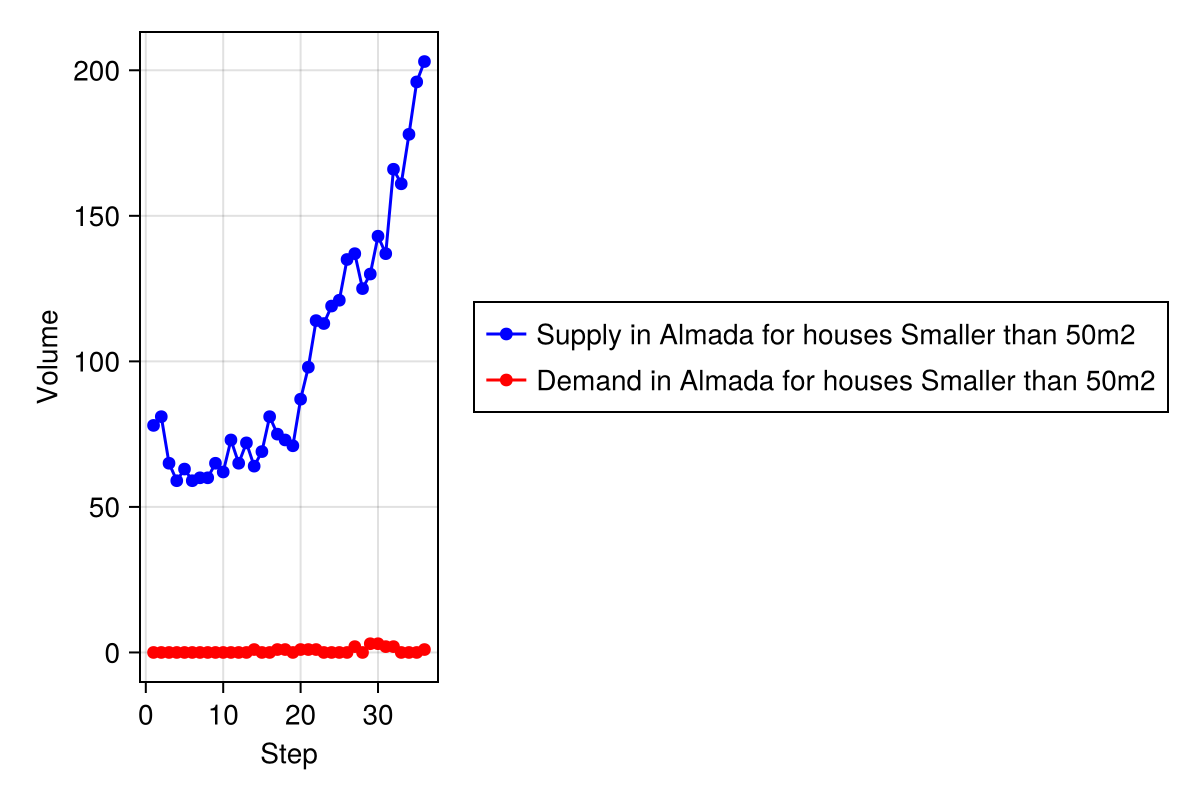 200
150
100
50
0
Volume
0 10 20 30
Step
Supply in Almada for houses Smaller than 50m2
Demand in Almada for houses Smaller than 50m2